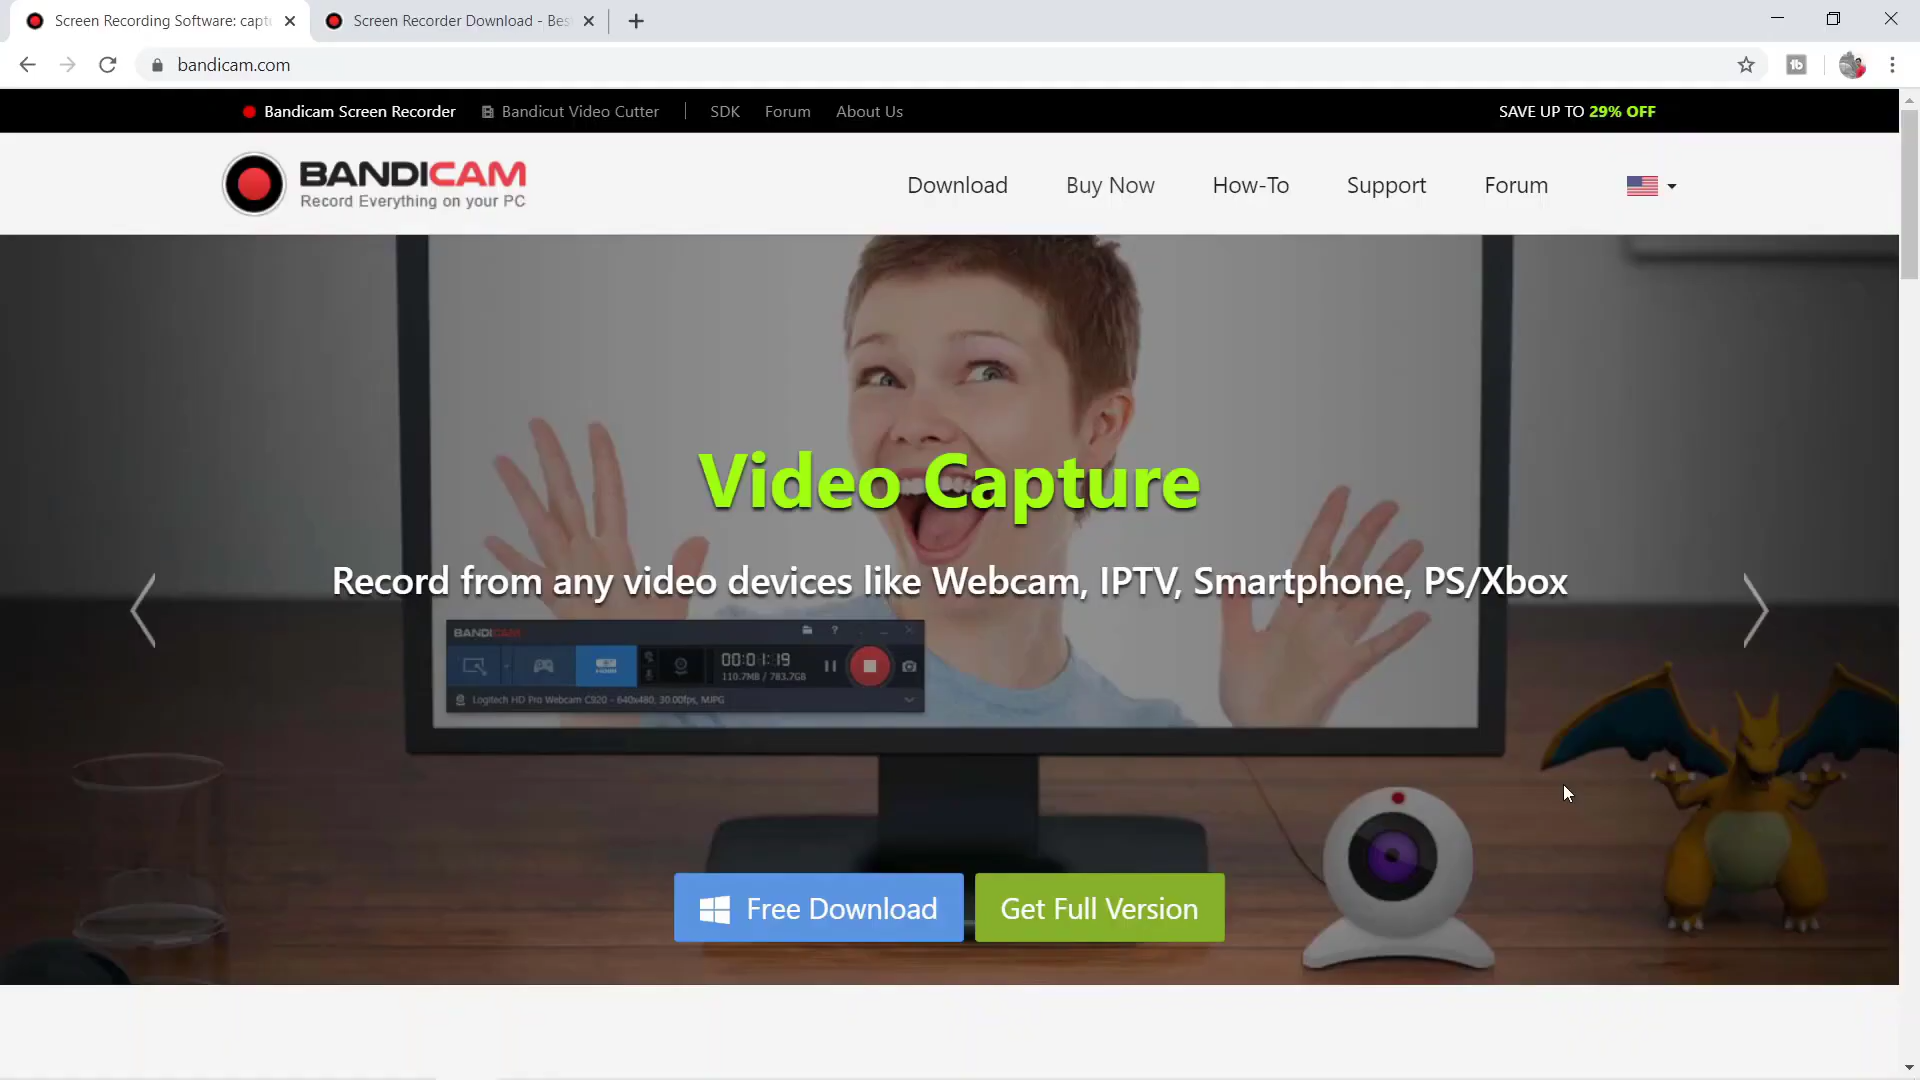 Screen Recording Software: capt
Screen Recorder Download - Bes
bandicam.com
Bandicam Screen Recorder
Bandicut Video Cutter
SDK
Forum
About Us
SAVE UP TO 29% OFF
BANDICAM
Record Everything on your PC
Download
Buy Now
How-To
Support
Forum
Video Capture
Record from any video devices like Webcam, IPTV, Smartphone, PS/Xbox
BANDICAM
HDMI
00:01:19
110.7MB / 783.7GB
Logitech HD Pro Webcam C920 - 640x480, 30.00fps, MJPG
Free Download
Get Full Version